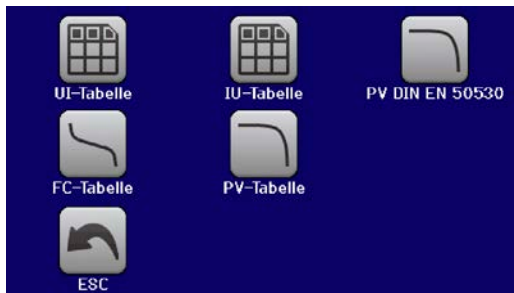 UI-Tabelle
IU-Tabelle
PV DIN EN 50530
FC-Tabelle
PV-Tabelle
ESC